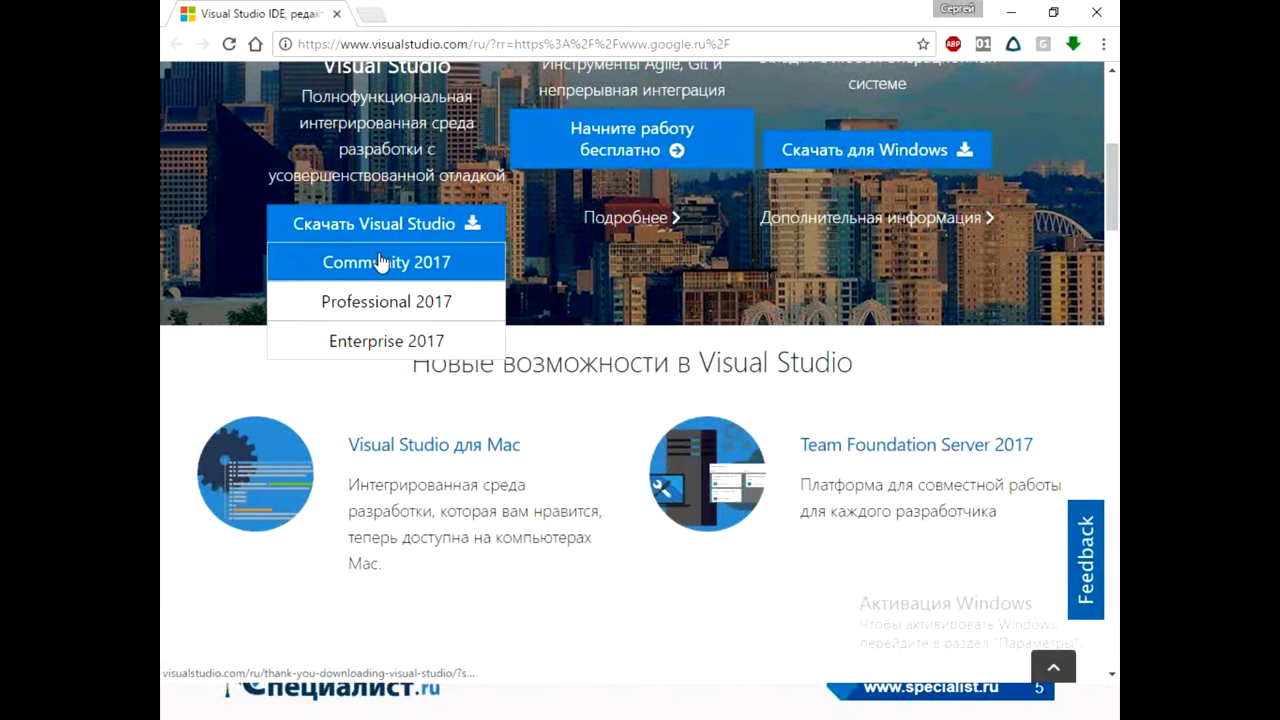 Visual Studio IDE, редак
Сергей
https://www.visualstudio.com/ru/?rr=https%3A%2F%2Fwww.google.ru%2F
ABP
01
G
Visual Studio
Полнофункциональная
интегрированная среда
разработки с
усовершенствованной отладкой
Скачать Visual Studio
Community 2017
Professional 2017
Enterprise 2017
Инструменты Agile, Git и
непрерывная интеграция
Начните работу
бесплатно
Подробнее
системе
Скачать для Windows
Дополнительная информация
Новые возможности в Visual Studio
Visual Studio для Mac
Интегрированная среда
разработки, которая вам нравится,
теперь доступна на компьютерах
Mac.
Team Foundation Server 2017
Платформа для совместной работы
для каждого разработчика
Feedback
Активация Windows
Чтобы активировать Windows,
перейдите в раздел "Параметры".
visualstudio.com/ru/thank-you-downloading-visual-studio/?s...
Специалист.ru
www.specialist.ru
5